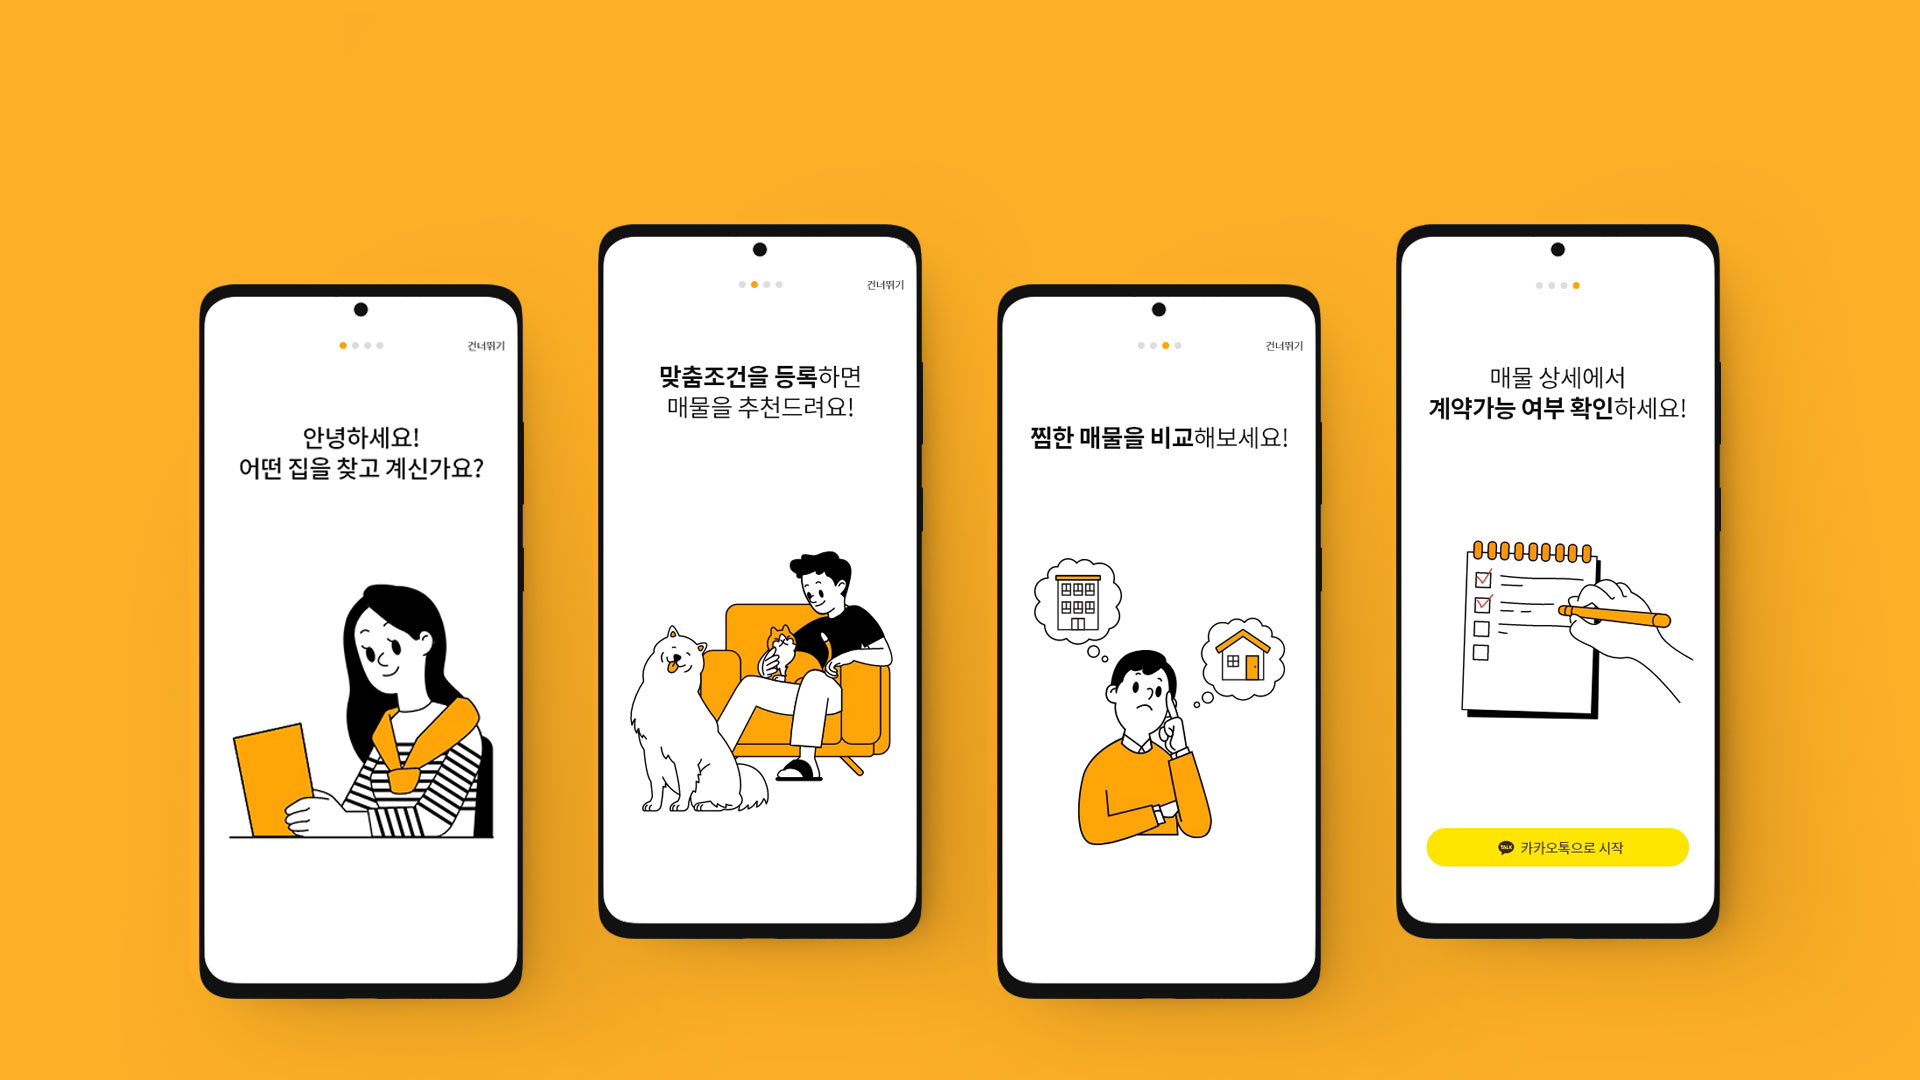 건너뛰기
안녕하세요!
어떤 집을 찾고 계신가요?
건너뛰기
맞춤조건을 등록하면
매물을 추천드려요!
건너뛰기
찜한 매물을 비교해보세요!
매물 상세에서
계약가능 여부 확인하세요!
TALK 카카오톡으로 시작